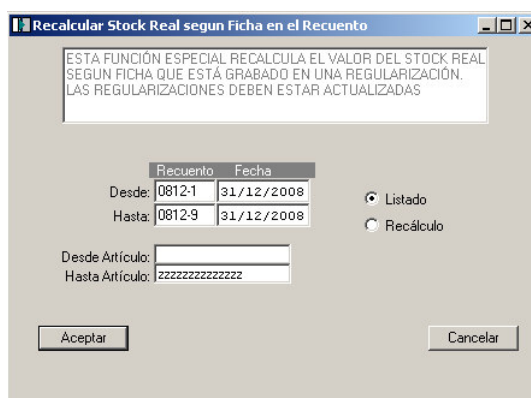 Recalcular Stock Real segun Ficha en el Recuento
ESTA FUNCIÓN ESPECIAL RECALCULA EL VALOR DEL STOCK REAL
SEGUN FICHA QUE ESTÁ GRABADO EN UNA REGULARIZACIÓN.
LAS REGULARIZACIONES DEBEN ESTAR ACTUALIZADAS
Recuento Fecha
Desde: 0812-1 31/12/2008
Hasta: 0812-9 31/12/2008
Listado
Recálculo
Desde Artículo:
Hasta Artículo: zzzzzzzzzzzzzzz
Aceptar
Cancelar